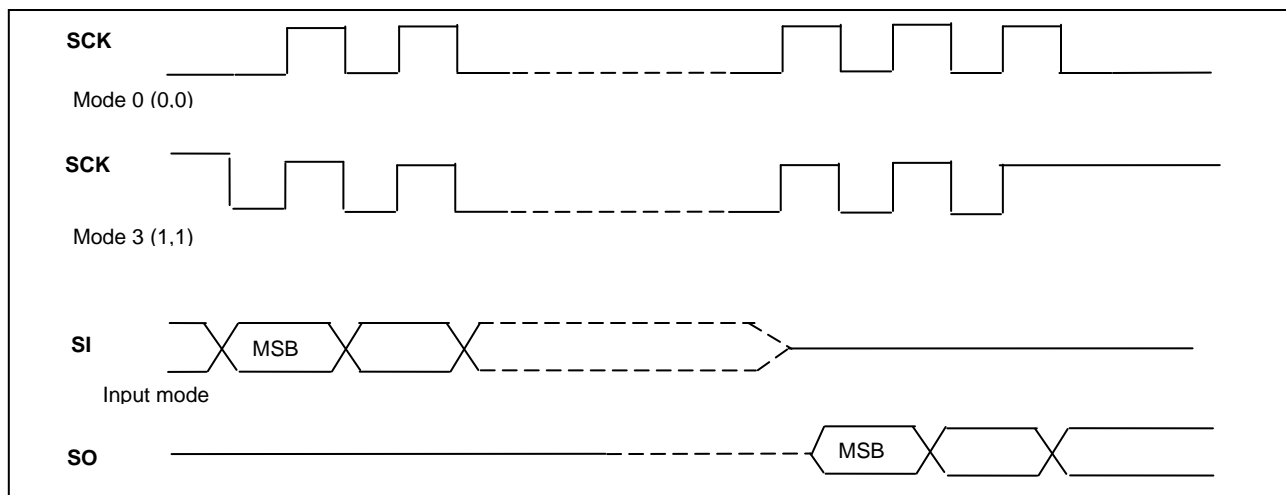 SCK
Mode 0 (0,0)
SCK
Mode 3 (1,1)
SI
MSB
Input mode
SO
MSB